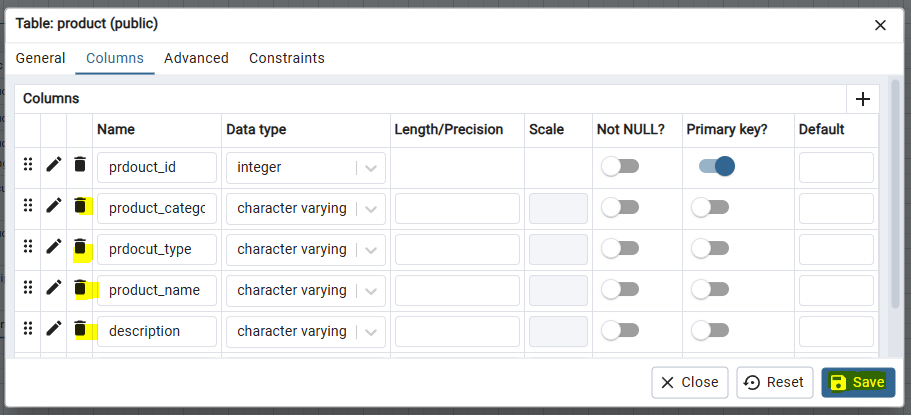 Table: product (public)
General Columns Advanced Constraints
Columns
Name Data type Length/Precision Scale Not NULL? Primary key? Default
prdouct_id integer
product_catego character varying
prdocut_type character varying
product_name character varying
description character varying
Close Reset Save